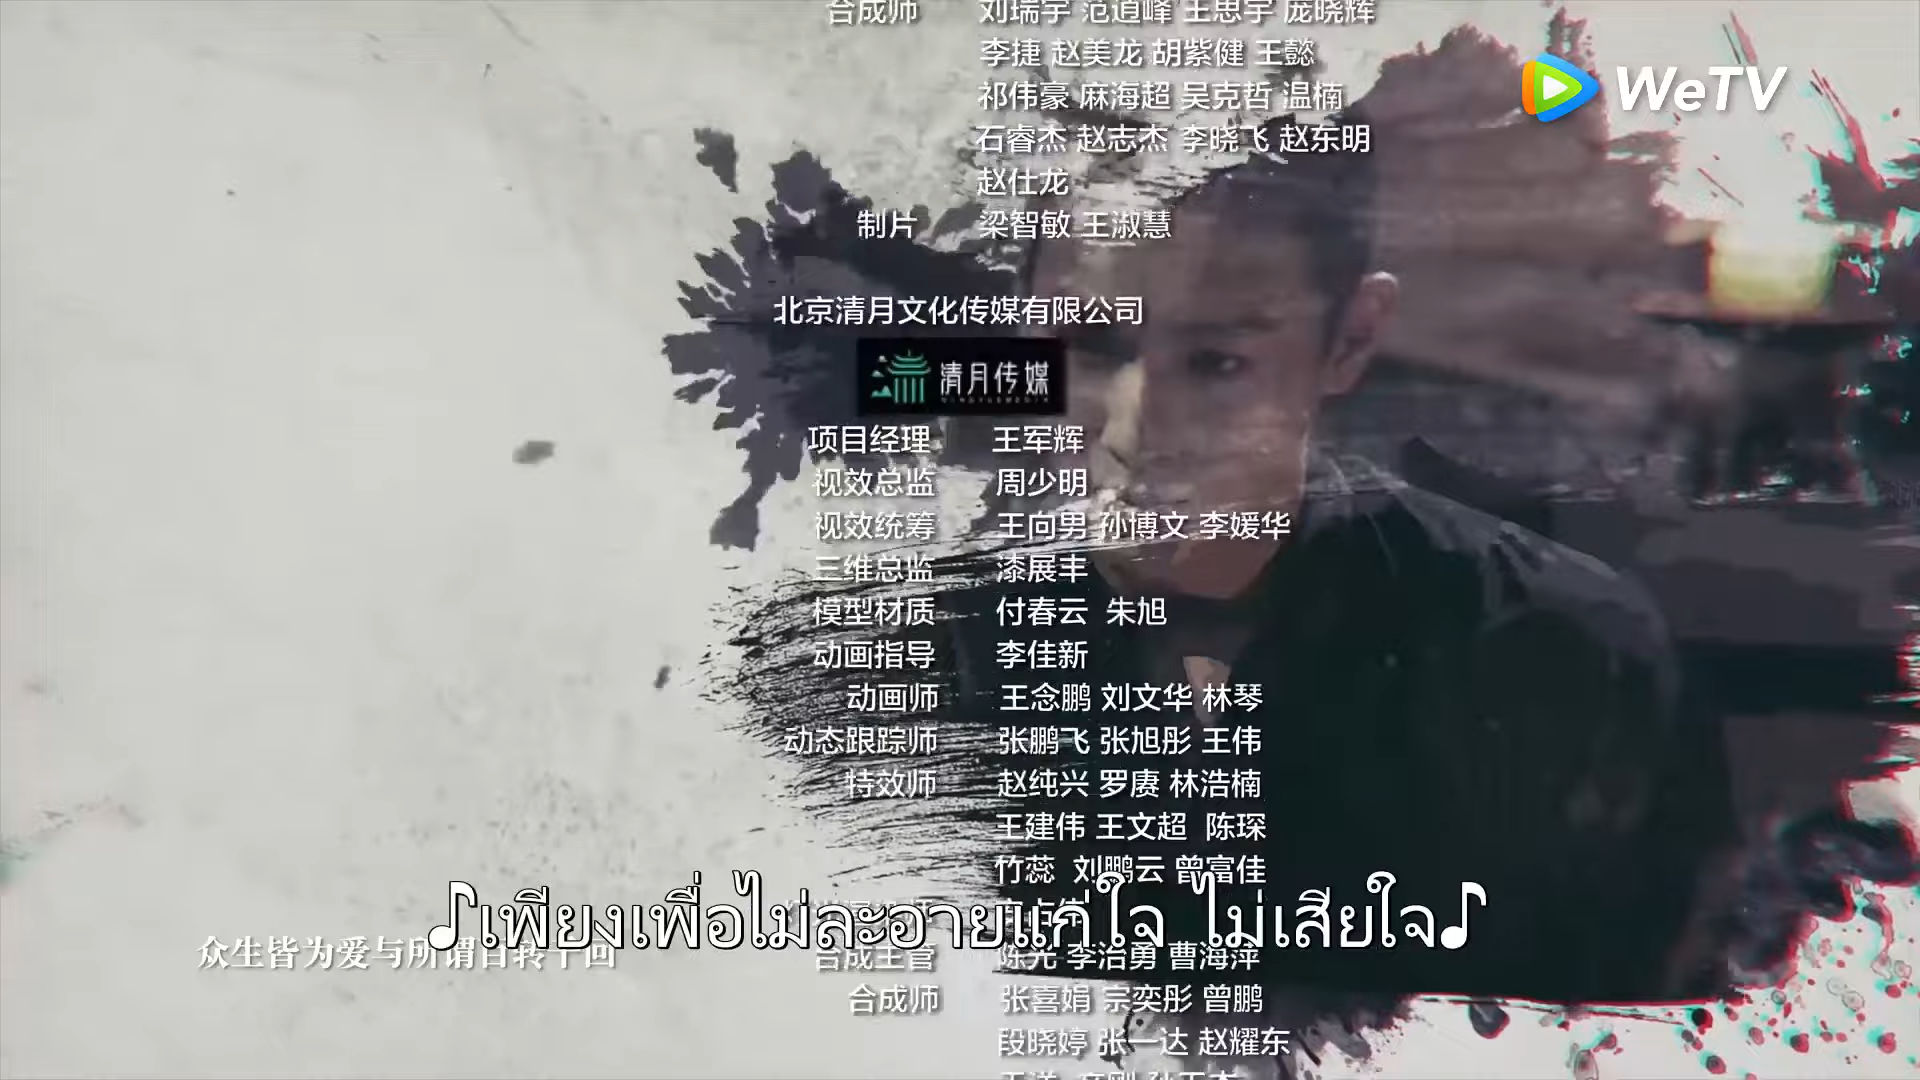 合成师 刘瑞宇 范道峰 王思宇 庞晓辉
李捷 赵美龙 胡紫健 王懿
WeTV
祁伟豪 麻海超 吴克哲 温楠
石睿杰 赵志杰 李晓飞 赵东明
赵仕龙
制片 梁智敏 王淑慧
北京清月文化传媒有限公司
清月传媒
项目经理 王军辉
视效总监 周少明
视效统筹 王向男 孙博文 李媛华
三维总监 漆展丰
模型材质 付春云 朱旭
动画指导 李佳新
动画师 王念鹏 刘文华 林琴
动态跟踪师 张鹏飞 张旭彤 王伟
特效师 赵纯兴 罗赓 林浩楠
王建伟 王文超 陈琛
竹蕊 刘鹏云 曾富佳
♪เพียงเพื่อไม่ละอายแก่ใจ ไม่เสียใจ♪
众生皆为爱与所谓百转千回
合成主管 陈光 李治勇 曹海萍
合成师 张喜娟 宗奕彤 曾鹏
段晓婷 张一达 赵耀东